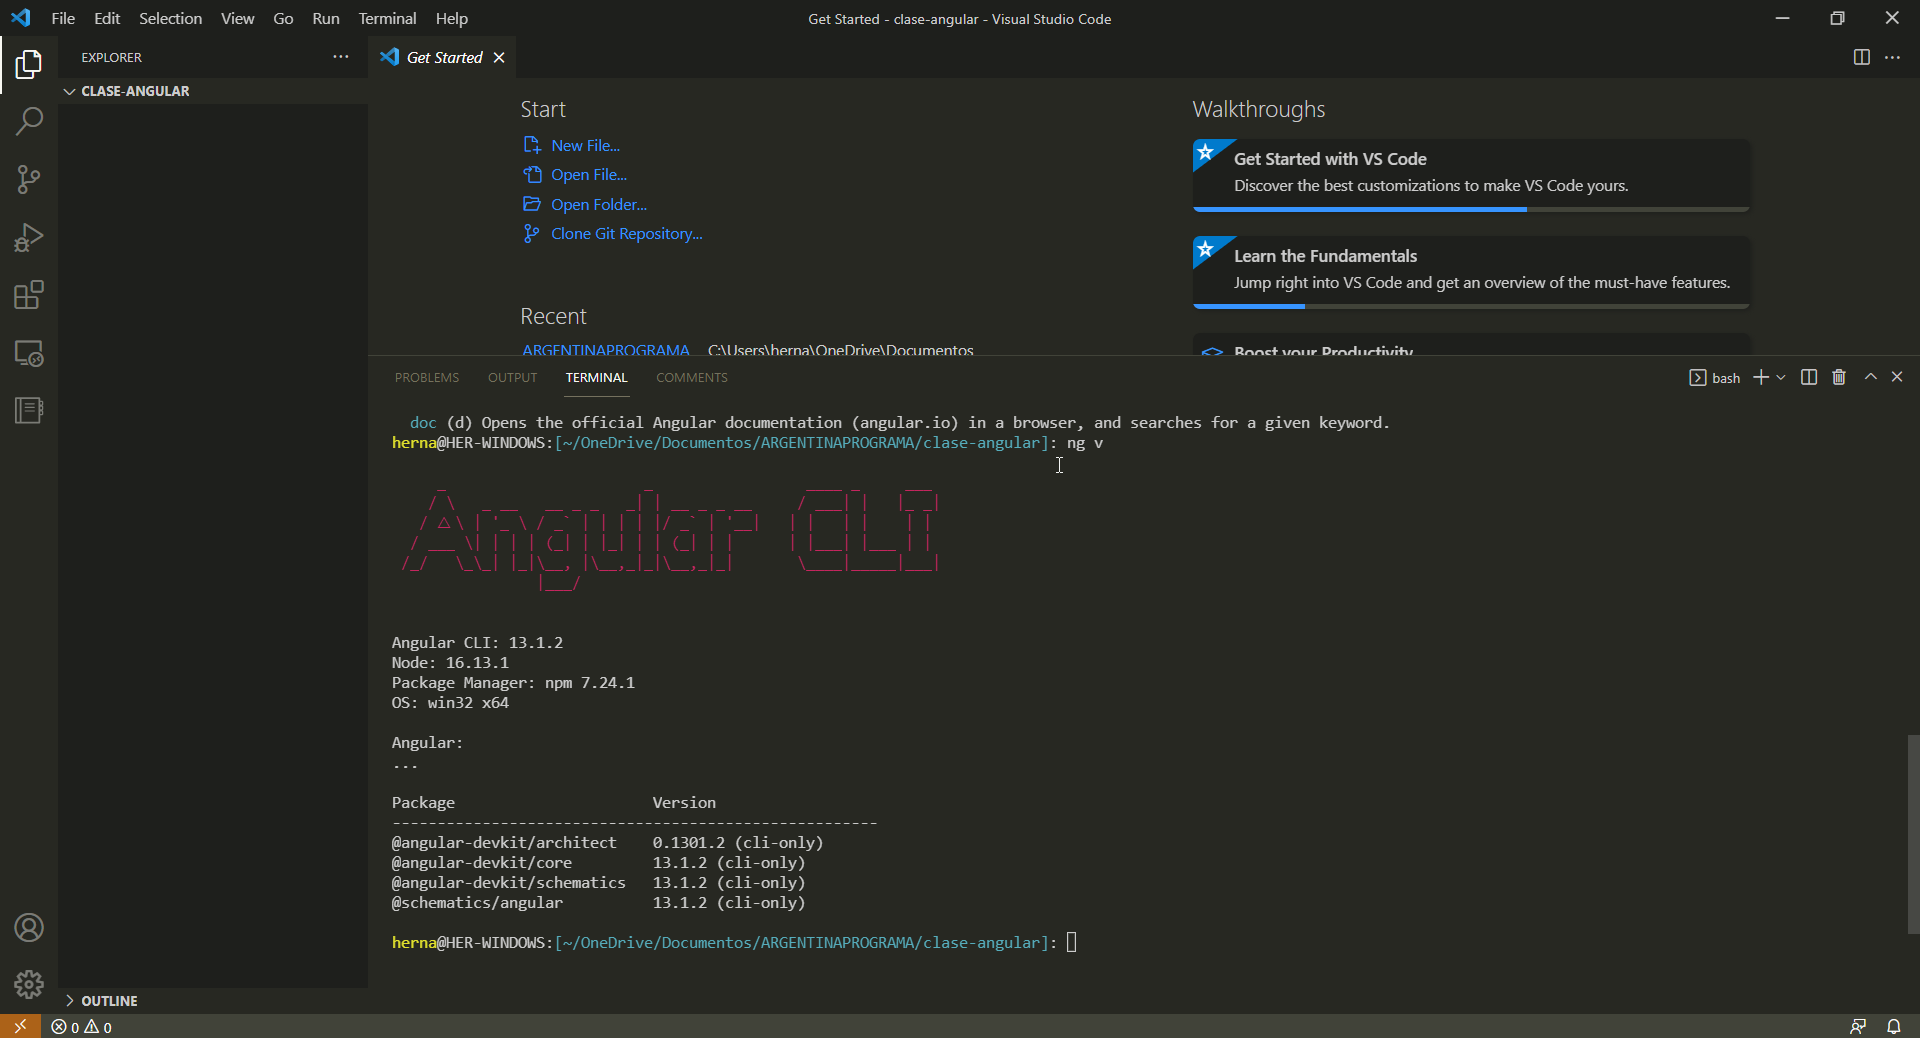 File Edit Selection View Go Run Terminal Help
Get Started - clase-angular - Visual Studio Code
EXPLORER
CLASE-ANGULAR
Get Started
Start
New File...
Open File...
Open Folder...
Clone Git Repository...
Recent
ARGENTINAPROGRAMA C:\Users\herna\OneDrive\Documentos
Walkthroughs
Get Started with VS Code
Discover the best customizations to make VS Code yours.
Learn the Fundamentals
Jump right into VS Code and get an overview of the must-have features.
Boost your Productivity
PROBLEMS OUTPUT TERMINAL COMMENTS
bash
doc (d) Opens the official Angular documentation (angular.io) in a browser, and searches for a given keyword.
herna@HER-WINDOWS:[~/OneDrive/Documentos/ARGENTINAPROGRAMA/clase-angular]: ng v
Angular CLI
Angular CLI: 13.1.2
Node: 16.13.1
Package Manager: npm 7.24.1
OS: win32 x64
Angular:
...
Package Version
------------------------------------------------------
@angular-devkit/architect 0.1301.2 (cli-only)
@angular-devkit/core 13.1.2 (cli-only)
@angular-devkit/schematics 13.1.2 (cli-only)
@schematics/angular 13.1.2 (cli-only)
herna@HER-WINDOWS:[~/OneDrive/Documentos/ARGENTINAPROGRAMA/clase-angular]:
OUTLINE
0 0